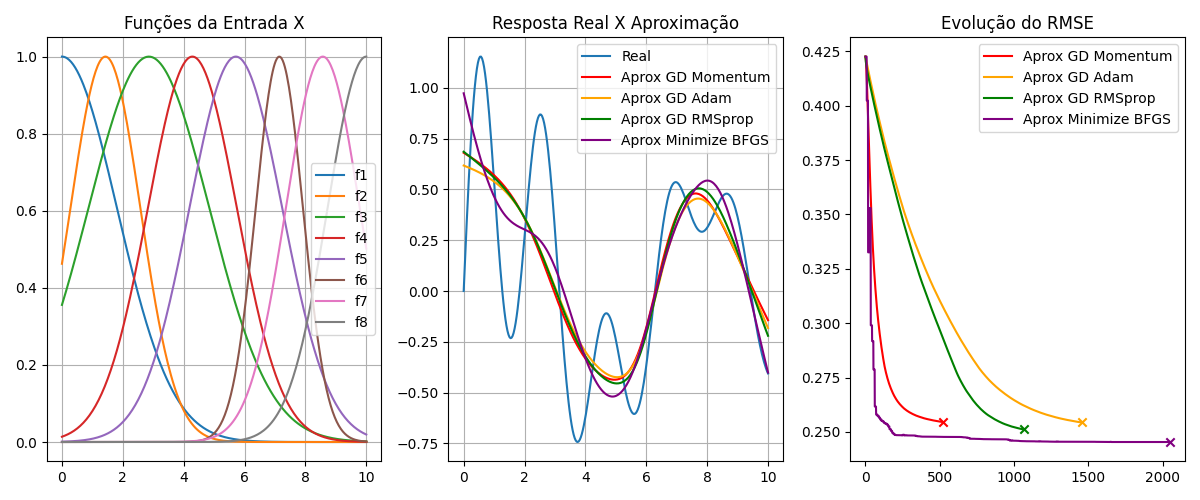 Funções da Entrada X
1.0
0.8
0.6
0.4
0.2
0.0
0
2
4
6
8
10
f1
f2
f3
f4
f5
f6
f7
f8
Resposta Real X Aproximação
1.00
0.75
0.50
0.25
0.00
−0.25
−0.50
−0.75
0
2
4
6
8
10
Real
Aprox GD Momentum
Aprox GD Adam
Aprox GD RMSprop
Aprox Minimize BFGS
Evolução do RMSE
0.425
0.400
0.375
0.350
0.325
0.300
0.275
0.250
0
500
1000
1500
2000
Aprox GD Momentum
Aprox GD Adam
Aprox GD RMSprop
Aprox Minimize BFGS